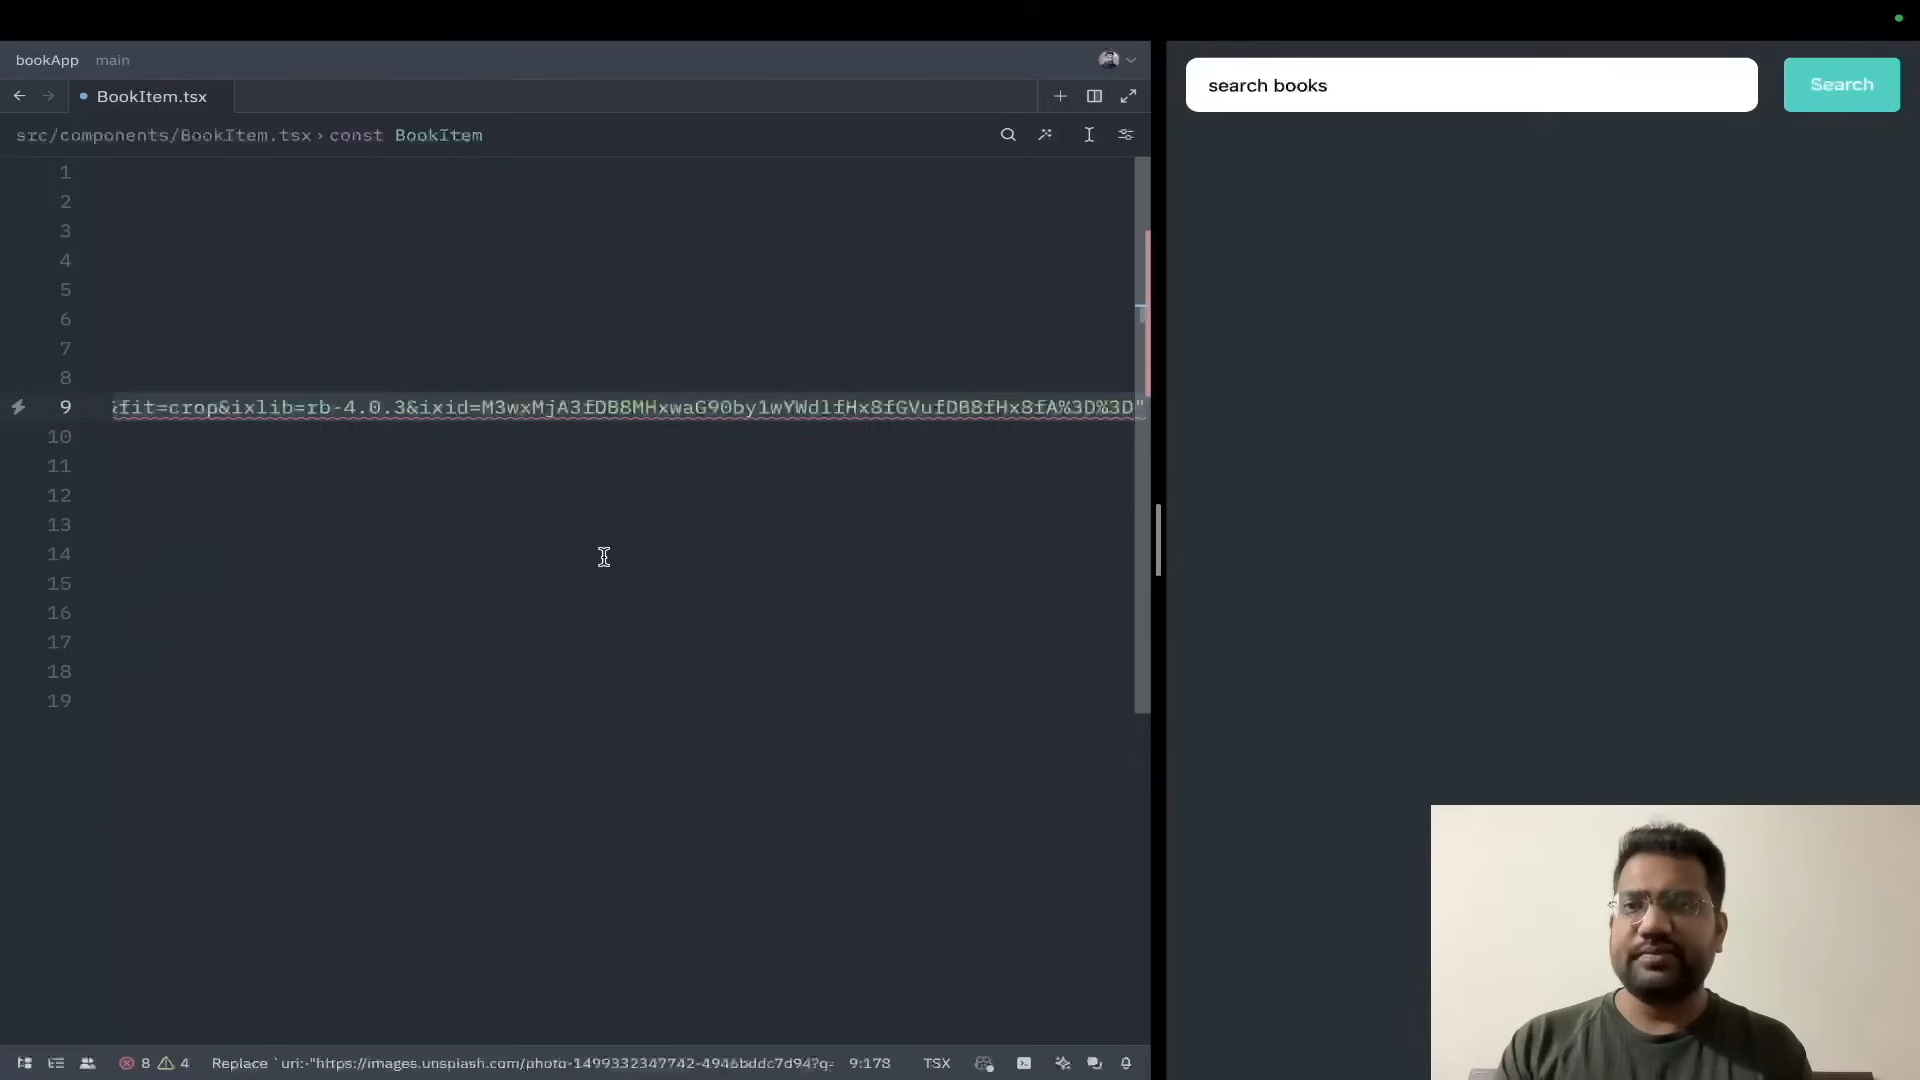 bookApp main
BookItem.tsx
src/components/BookItem.tsx › const BookItem
1
2
3
4
5
6
7
8
9 &fit=crop&ixlib=rb-4.0.3&ixid=M3wxMjA3fDB8MHxwaG90by1wYWdlfHx8fGVufDB8fHx8fA%3D%3D"
10
11
12
13
14
15
16
17
18
19
8 4 Replace `uri:·"https://images.unsplash.com/photo-1499332347742-4946bddc7d94?q= 9:178 TSX
search books
Search